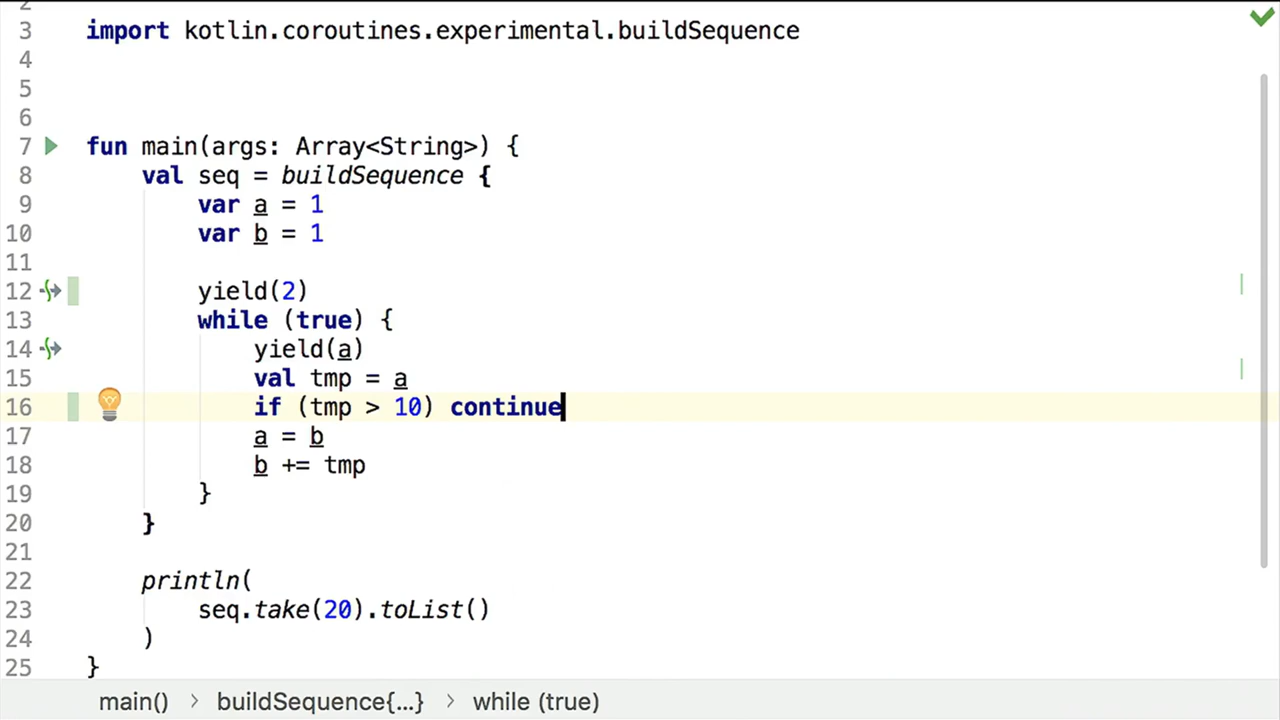 2
3 import kotlin.coroutines.experimental.buildSequence
4
5
6
7 fun main(args: Array<String>) {
8 val seq = buildSequence {
9 var a = 1
10 var b = 1
11
12 yield(2)
13 while (true) {
14 yield(a)
15 val tmp = a
16 if (tmp > 10) continue
17 a = b
18 b += tmp
19 }
20 }
21
22 println(
23 seq.take(20).toList()
24 )
25 }
main() > buildSequence{...} > while (true)